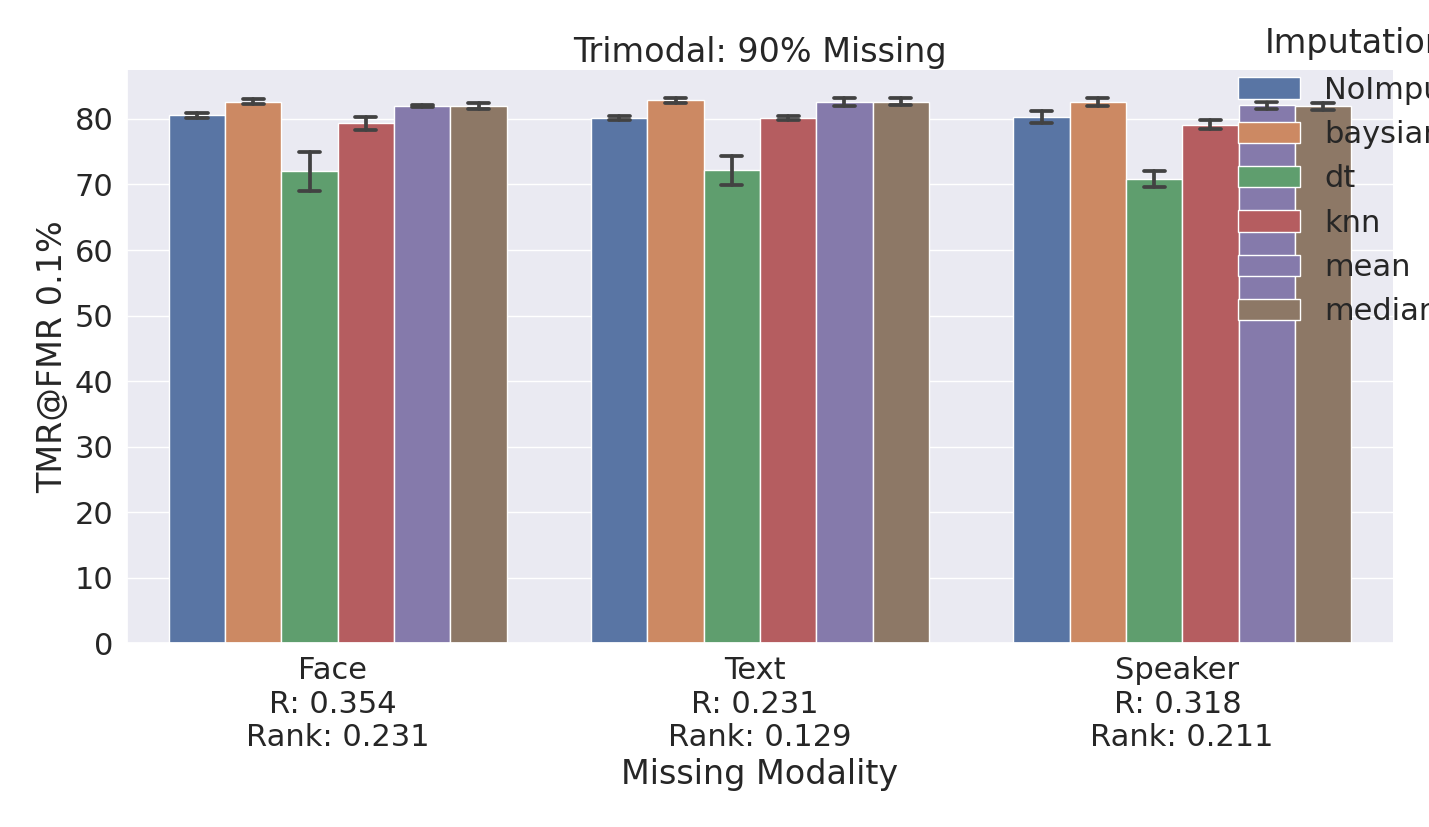 Trimodal: 90% Missing
Imputation
NoImpu
baysian
dt
knn
mean
median
TMR@FMR 0.1%
80
70
60
50
40
30
20
10
0
Face
R: 0.354
Rank: 0.231
Text
R: 0.231
Rank: 0.129
Speaker
R: 0.318
Rank: 0.211
Missing Modality